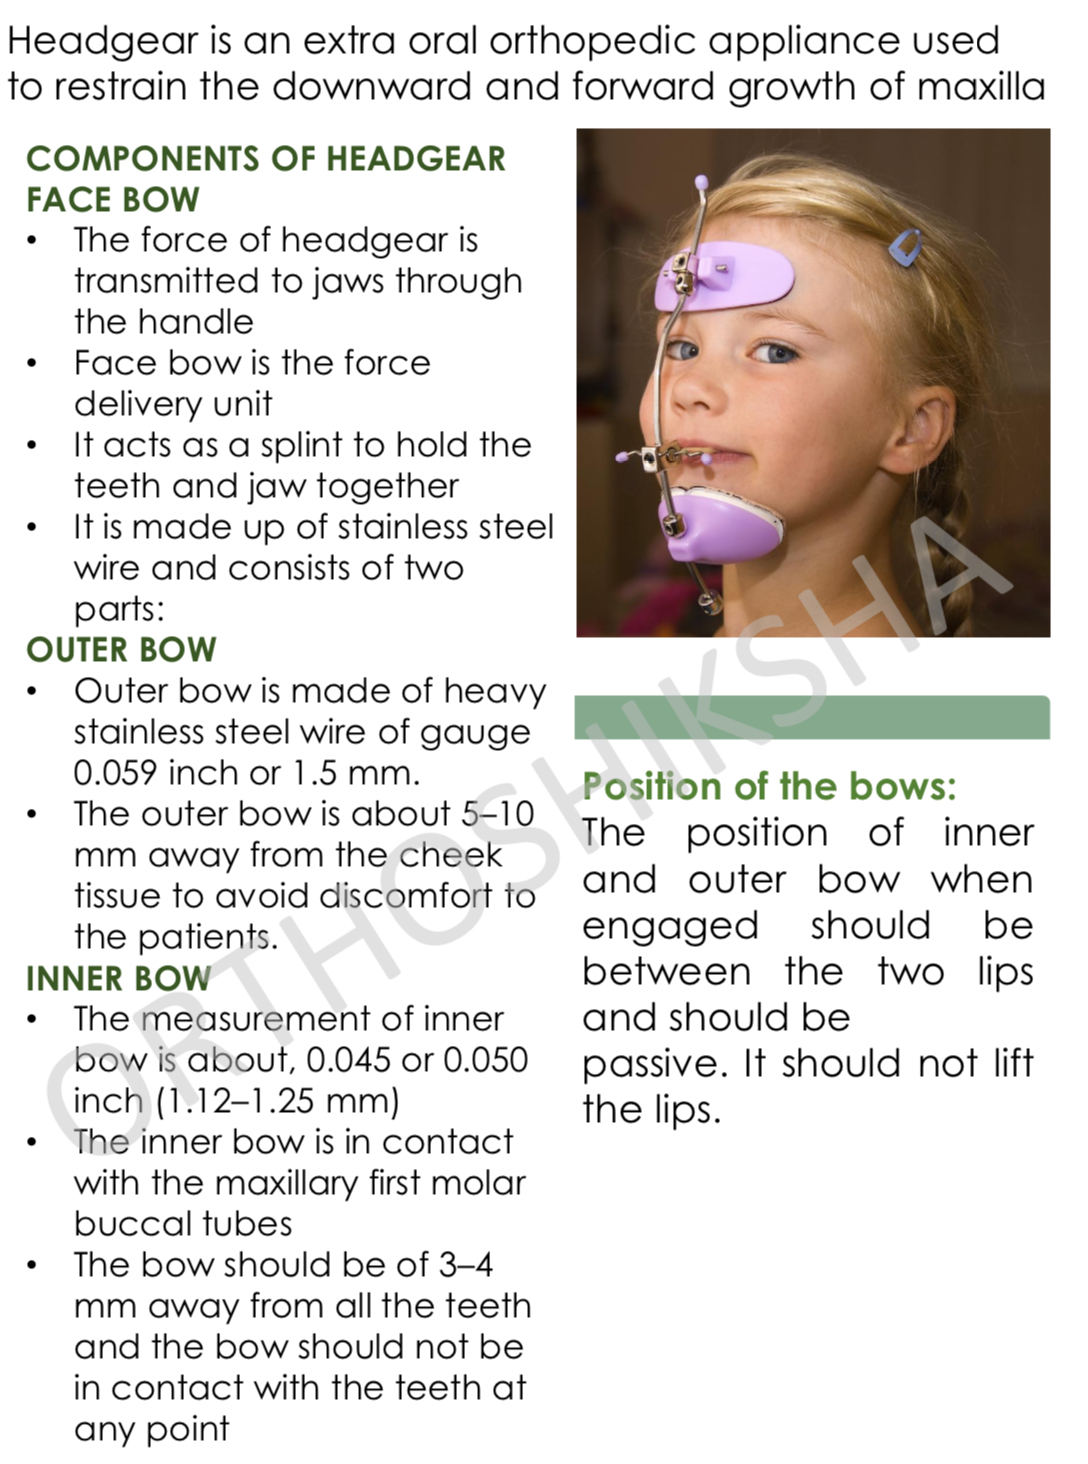 Headgear is an extra oral orthopedic appliance used
to restrain the downward and forward growth of maxilla
COMPONENTS OF HEADGEAR
FACE BOW
• The force of headgear is
transmitted to jaws through
the handle
• Face bow is the force
delivery unit
• It acts as a splint to hold the
teeth and jaw together
• It is made up of stainless steel
wire and consists of two
parts:
OUTER BOW
• Outer bow is made of heavy
stainless steel wire of gauge
0.059 inch or 1.5 mm.
• The outer bow is about 5–10
mm away from the cheek
tissue to avoid discomfort to
the patients.
INNER BOW
• The measurement of inner
bow is about, 0.045 or 0.050
inch (1.12–1.25 mm)
• The inner bow is in contact
with the maxillary first molar
buccal tubes
• The bow should be of 3–4
mm away from all the teeth
and the bow should not be
in contact with the teeth at
any point
Position of the bows:
The position of inner
and outer bow when
engaged should be
between the two lips
and should be
passive. It should not lift
the lips.
ORTHOSHIKSHA